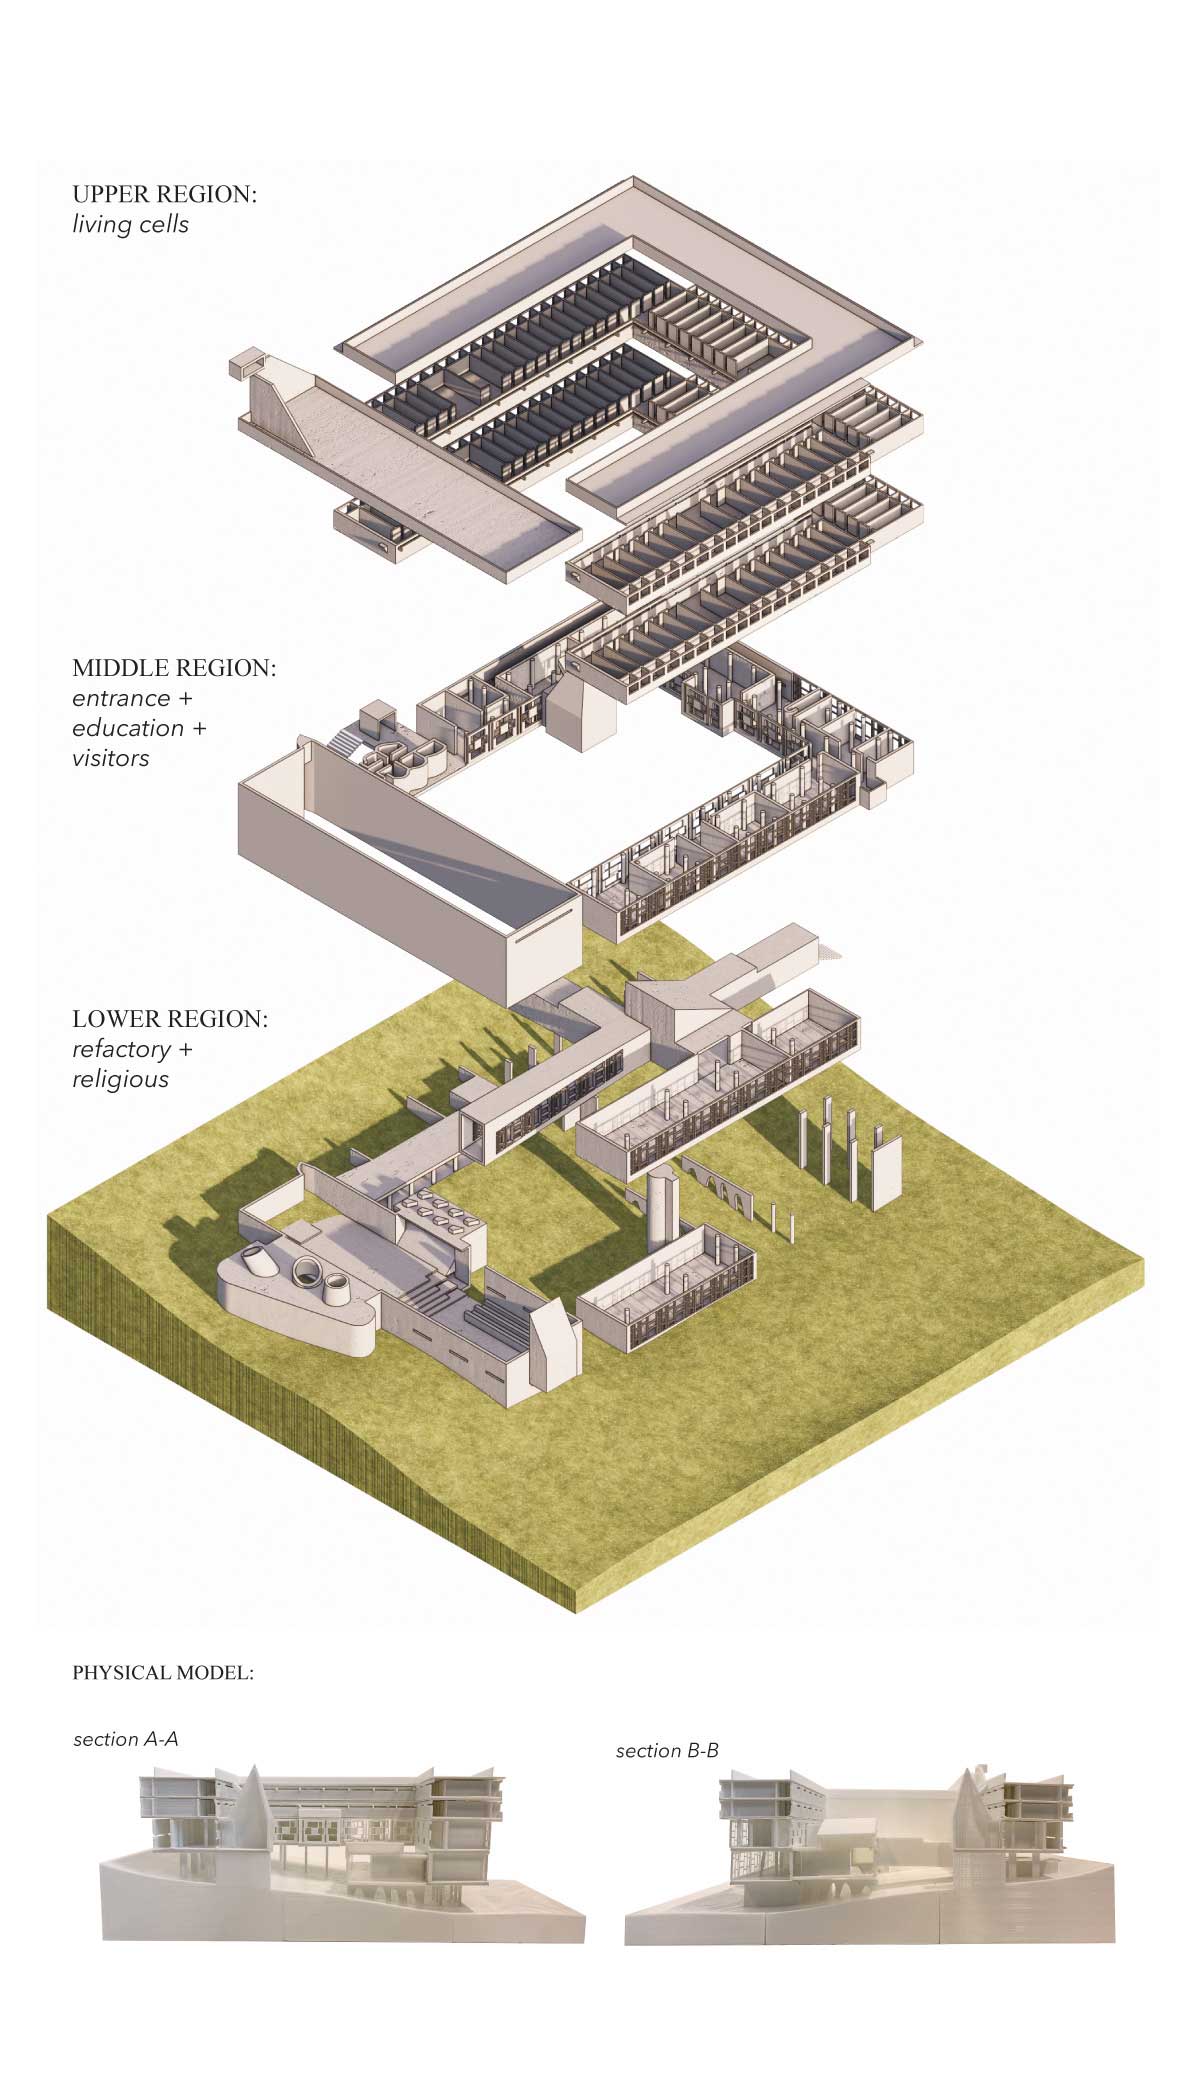 UPPER REGION:
living cells
MIDDLE REGION:
entrance +
education +
visitors
LOWER REGION:
refactory +
religious
PHYSICAL MODEL:
section A-A
section B-B